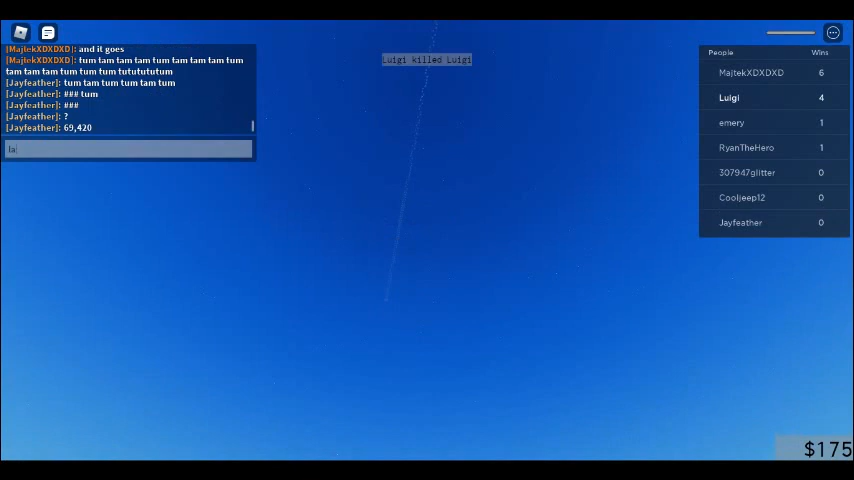 [MajtekXDXDXD]: and it goes
[MajtekXDXDXD]: tum tam tam tam tum tam tam tam tum
tam tam tam tum tum tum tutututututum
[Jayfeather]: tum tam tum tum tam tum
[Jayfeather]: ### tum
[Jayfeather]: ###
[Jayfeather]: ?
[Jayfeather]: 69,420
la
Luigi killed Luigi
People Wins
MajtekXDXDXD 6
Luigi 4
emery 1
RyanTheHero 1
307947glitter 0
Cooljeep12 0
Jayfeather 0
$175